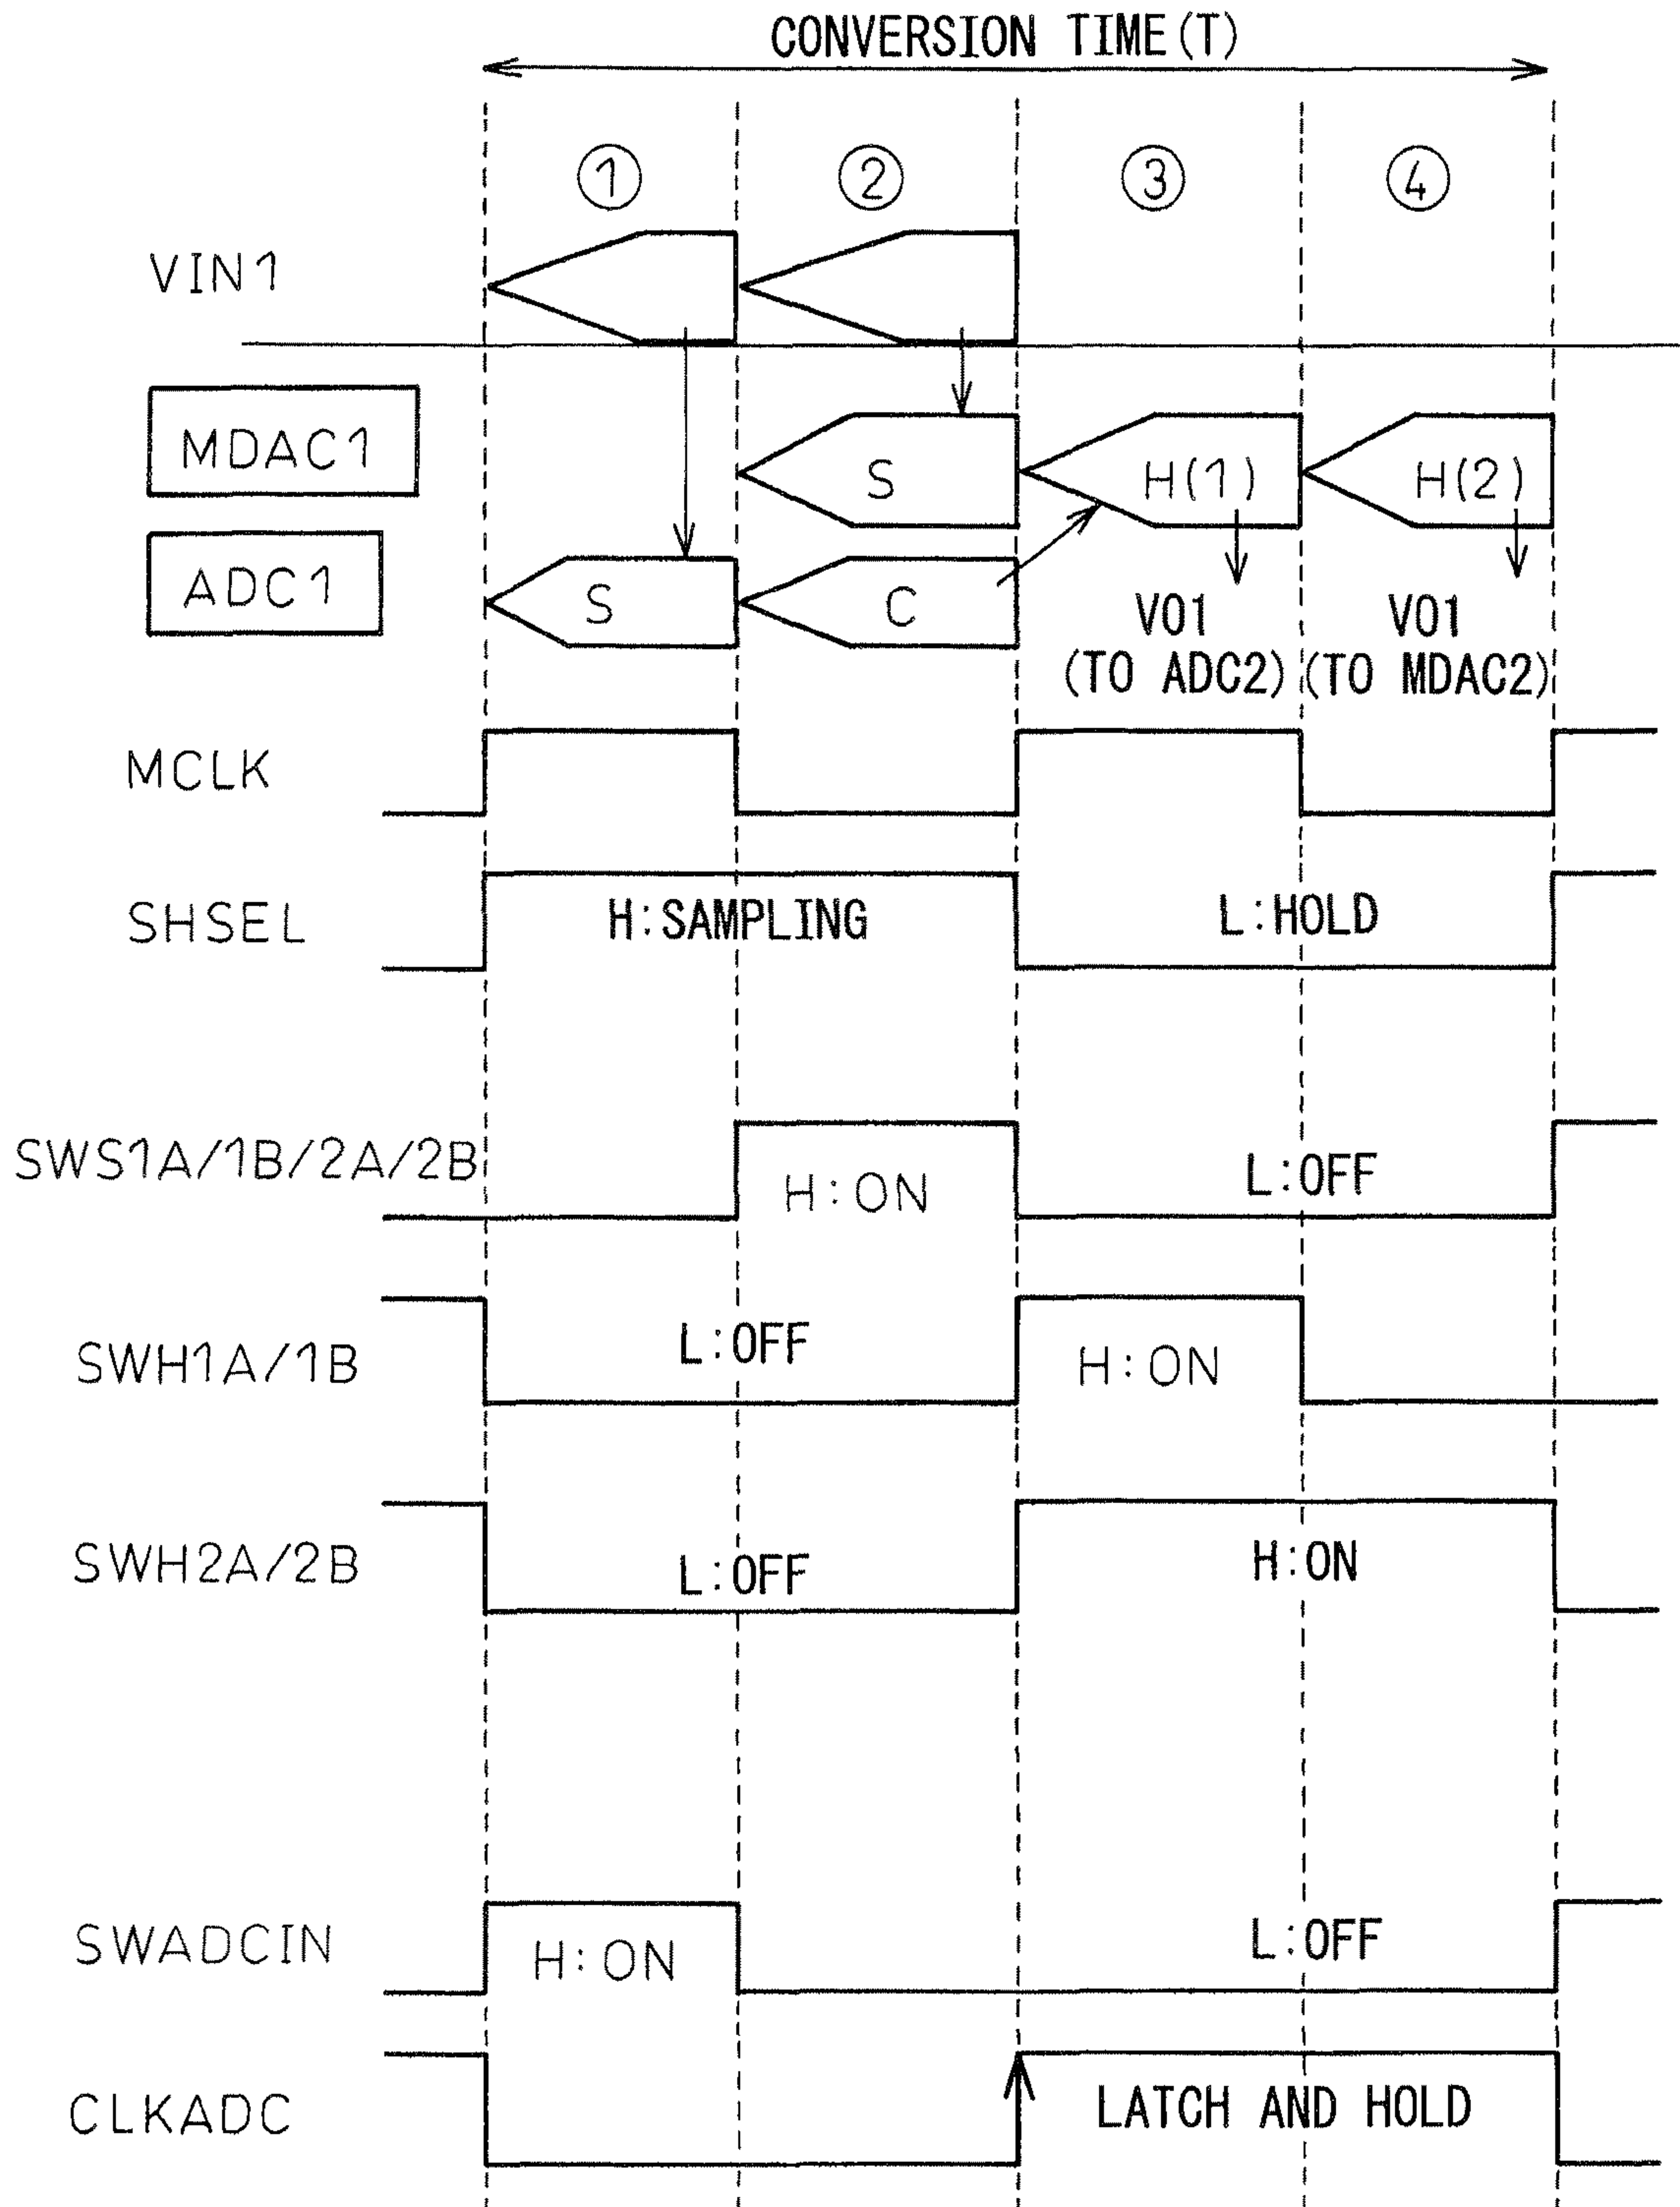 CONVERSION TIME(T)
① ② ③ ④
VIN1
MDAC1
S H(1) H(2)
ADC1
S C
VO1 VO1
(TO ADC2) (TO MDAC2)
MCLK
SHSEL
H:SAMPLING L:HOLD
SWS1A/1B/2A/2B
H:ON L:OFF
SWH1A/1B
L:OFF H:ON
SWH2A/2B
L:OFF H:ON
SWADCIN
H:ON L:OFF
CLKADC
LATCH AND HOLD